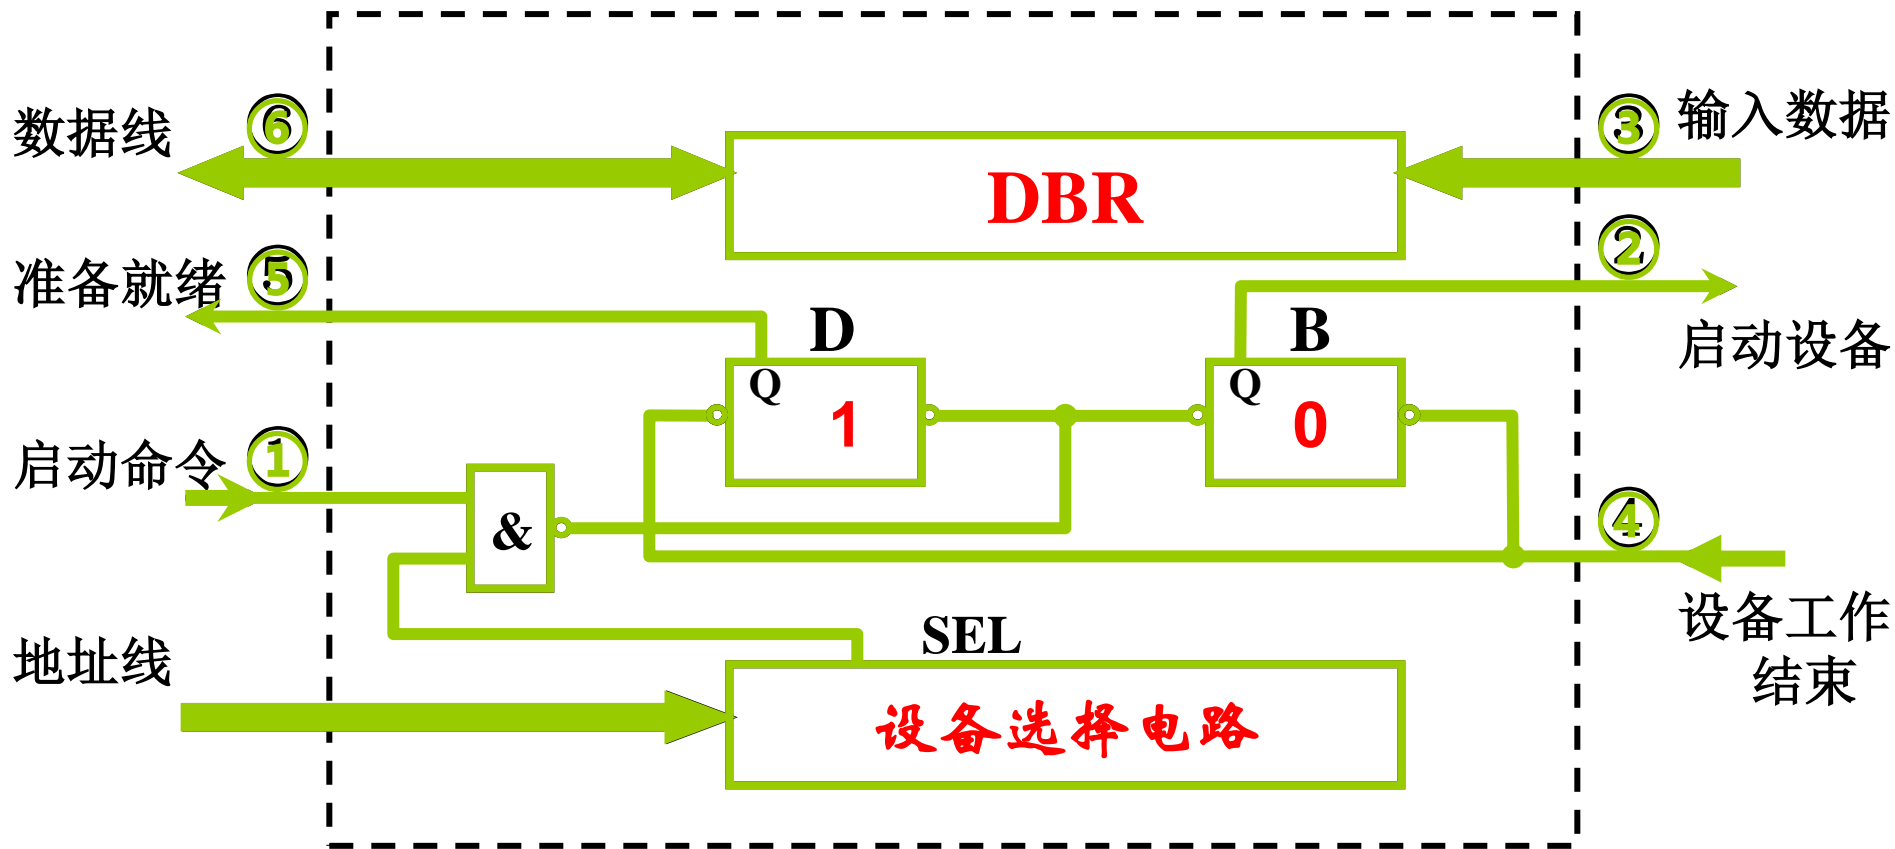 数据线
⑥
③
输入数据
DBR
准备就绪
⑤
②
启动设备
D
B
Q
1
Q
0
启动命令
①
④
&
设备工作
结束
地址线
SEL
设备选择电路